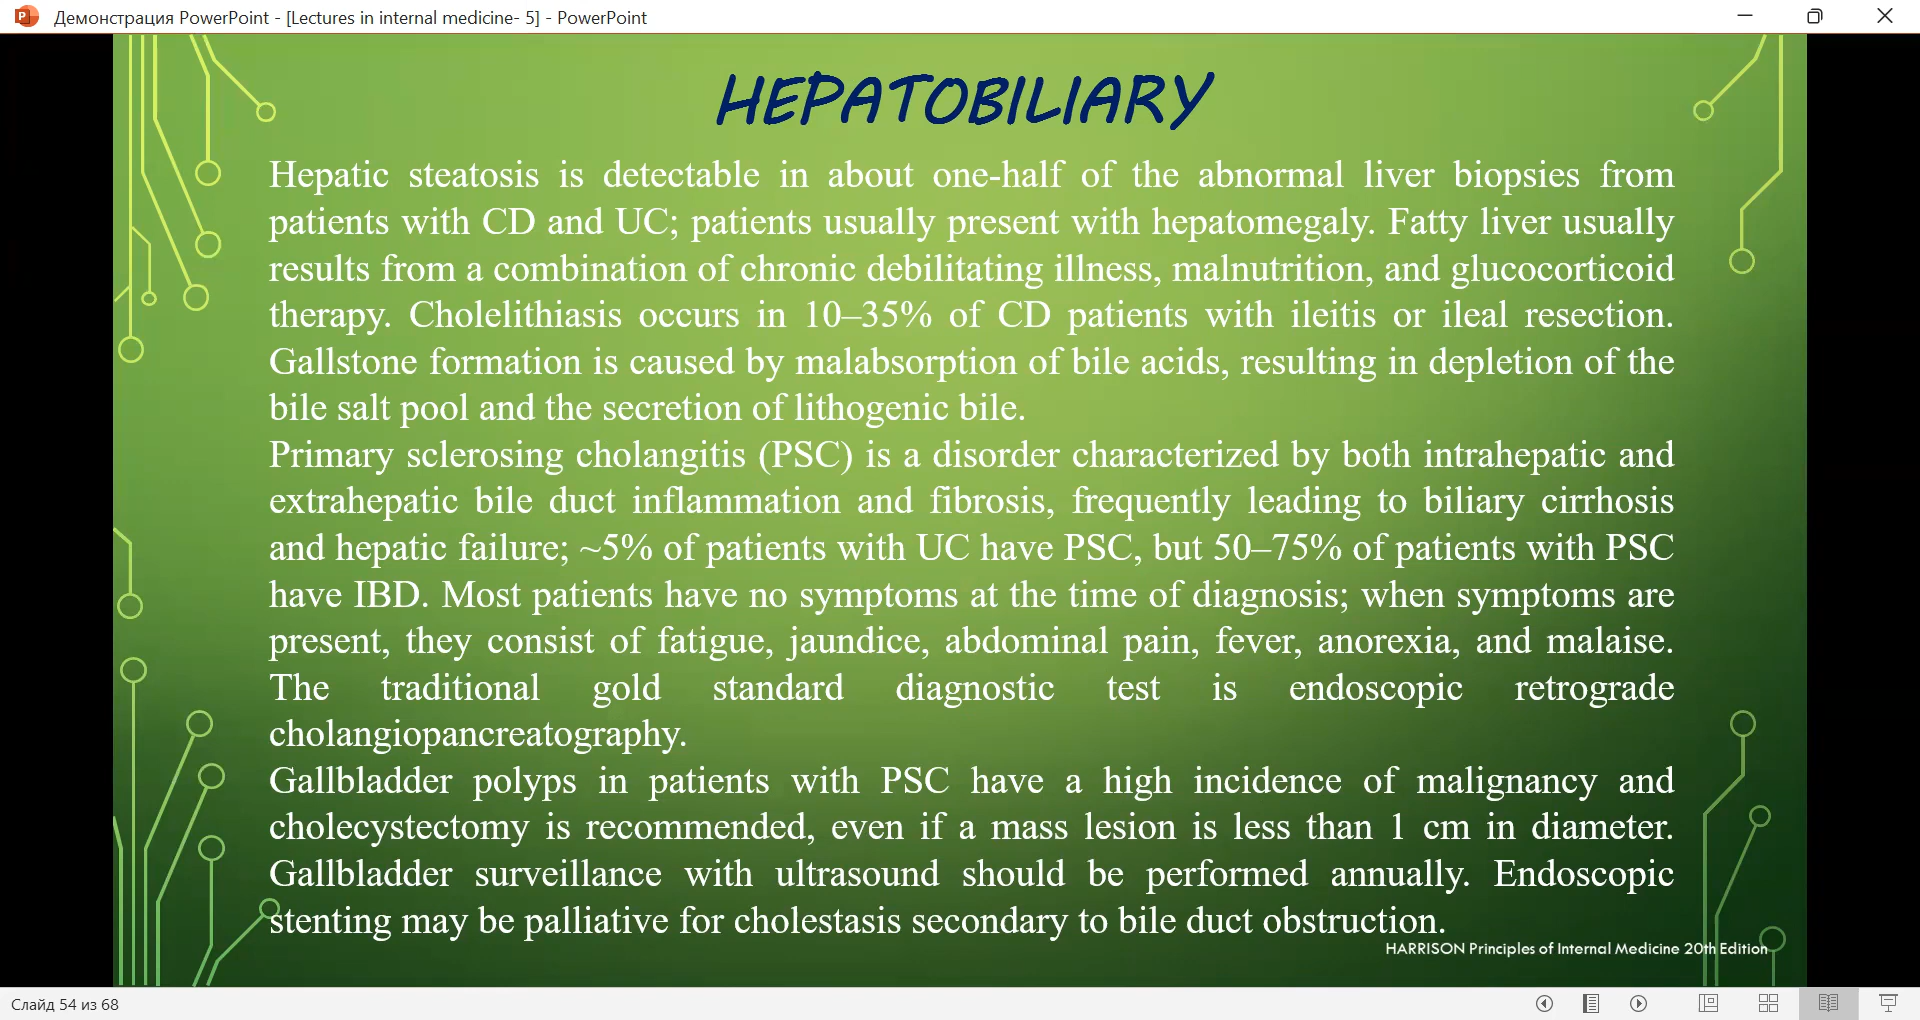 Демонстрация PowerPoint - [Lectures in internal medicine- 5] - PowerPoint
HEPATOBILIARY
Hepatic steatosis is detectable in about one-half of the abnormal liver biopsies from
patients with CD and UC; patients usually present with hepatomegaly. Fatty liver usually
results from a combination of chronic debilitating illness, malnutrition, and glucocorticoid
therapy. Cholelithiasis occurs in 10–35% of CD patients with ileitis or ileal resection.
Gallstone formation is caused by malabsorption of bile acids, resulting in depletion of the
bile salt pool and the secretion of lithogenic bile.
Primary sclerosing cholangitis (PSC) is a disorder characterized by both intrahepatic and
extrahepatic bile duct inflammation and fibrosis, frequently leading to biliary cirrhosis
and hepatic failure; ~5% of patients with UC have PSC, but 50–75% of patients with PSC
have IBD. Most patients have no symptoms at the time of diagnosis; when symptoms are
present, they consist of fatigue, jaundice, abdominal pain, fever, anorexia, and malaise.
The traditional gold standard diagnostic test is endoscopic retrograde
cholangiopancreatography.
Gallbladder polyps in patients with PSC have a high incidence of malignancy and
cholecystectomy is recommended, even if a mass lesion is less than 1 cm in diameter.
Gallbladder surveillance with ultrasound should be performed annually. Endoscopic
stenting may be palliative for cholestasis secondary to bile duct obstruction.
HARRISON Principles of Internal Medicine 20th Edition
Слайд 54 из 68